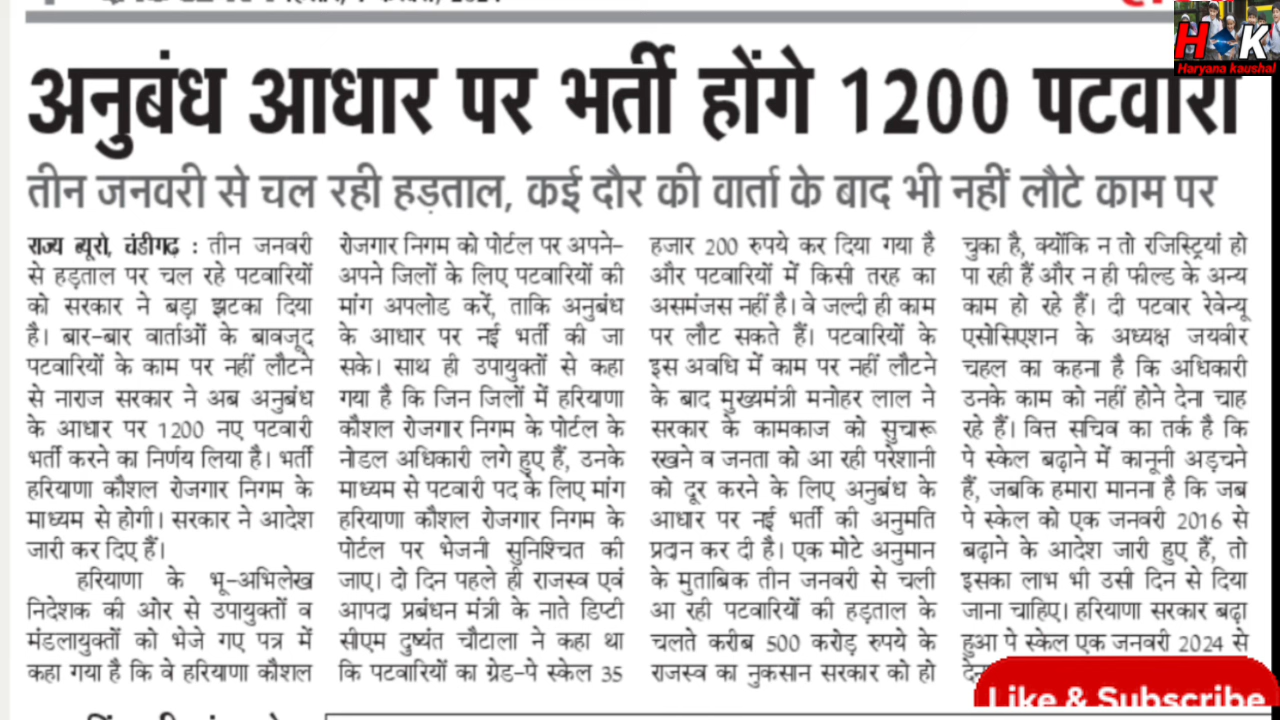 H K
Haryana kaushal
अनुबंध आधार पर भर्ती होंगे 1200 पटवारी
तीन जनवरी से चल रही हड़ताल, कई दौर की वार्ता के बाद भी नहीं लौटे काम पर
राज्य ब्यूरो, चंडीगढ़ : तीन जनवरी
से हड़ताल पर चल रहे पटवारियों
को सरकार ने बड़ा झटका दिया
है। बार-बार वार्ताओं के बावजूद
पटवारियों के काम पर नहीं लौटने
से नाराज सरकार ने अब अनुबंध
के आधार पर 1200 नए पटवारी
भर्ती करने का निर्णय लिया है। भर्ती
हरियाणा कौशल रोजगार निगम के
माध्यम से होगी। सरकार ने आदेश
जारी कर दिए हैं।
हरियाणा के भू-अभिलेख
निदेशक की ओर से उपायुक्तों व
मंडलायुक्तों को भेजे गए पत्र में
कहा गया है कि वे हरियाणा कौशल
रोजगार निगम को पोर्टल पर अपने-
अपने जिलों के लिए पटवारियों की
मांग अपलोड करें, ताकि अनुबंध
के आधार पर नई भर्ती की जा
सके। साथ ही उपायुक्तों से कहा
गया है कि जिन जिलों में हरियाणा
कौशल रोजगार निगम के पोर्टल के
नोडल अधिकारी लगे हुए हैं, उनके
माध्यम से पटवारी पद के लिए मांग
हरियाणा कौशल रोजगार निगम के
पोर्टल पर भेजनी सुनिश्चित की
जाए। दो दिन पहले ही राजस्व एवं
आपदा प्रबंधन मंत्री के नाते डिप्टी
सीएम दुष्यंत चौटाला ने कहा था
कि पटवारियों का ग्रेड-पे स्केल 35
हजार 200 रुपये कर दिया गया है
और पटवारियों में किसी तरह का
असमंजस नहीं है। वे जल्दी ही काम
पर लौट सकते हैं। पटवारियों के
इस अवधि में काम पर नहीं लौटने
के बाद मुख्यमंत्री मनोहर लाल ने
सरकार के कामकाज को सुचारू
रखने व जनता को आ रही परेशानी
को दूर करने के लिए अनुबंध के
आधार पर नई भर्ती की अनुमति
प्रदान कर दी है। एक मोटे अनुमान
के मुताबिक तीन जनवरी से चली
आ रही पटवारियों की हड़ताल के
चलते करीब 500 करोड़ रुपये के
राजस्व का नुकसान सरकार को हो
चुका है, क्योंकि न तो रजिस्ट्रियां हो
पा रही हैं और न ही फील्ड के अन्य
काम हो रहे हैं। दी पटवार रेवेन्यू
एसोसिएशन के अध्यक्ष जयवीर
चहल का कहना है कि अधिकारी
उनके काम को नहीं होने देना चाह
रहे हैं। वित्त सचिव का तर्क है कि
पे स्केल बढ़ाने में कानूनी अड़चने
हैं, जबकि हमारा मानना है कि जब
पे स्केल को एक जनवरी 2016 से
बढ़ाने के आदेश जारी हुए हैं, तो
इसका लाभ भी उसी दिन से दिया
जाना चाहिए। हरियाणा सरकार बढ़ा
हुआ पे स्केल एक जनवरी 2024 से
Like & Subscribe